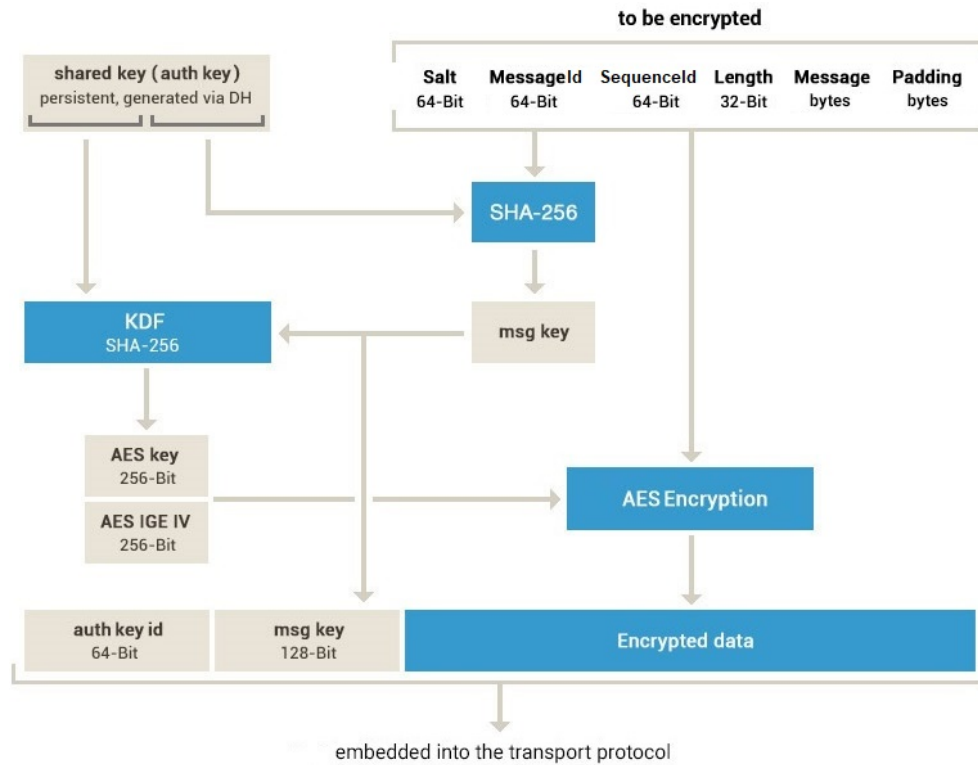 to be encrypted
shared key (auth key)
persistent, generated via DH
Salt
64-Bit
MessageId
64-Bit
SequenceId
64-Bit
Length
32-Bit
Message
bytes
Padding
bytes
SHA-256
KDF
SHA-256
msg key
AES key
256-Bit
AES IGE IV
256-Bit
AES Encryption
auth key id
64-Bit
msg key
128-Bit
Encrypted data
embedded into the transport protocol